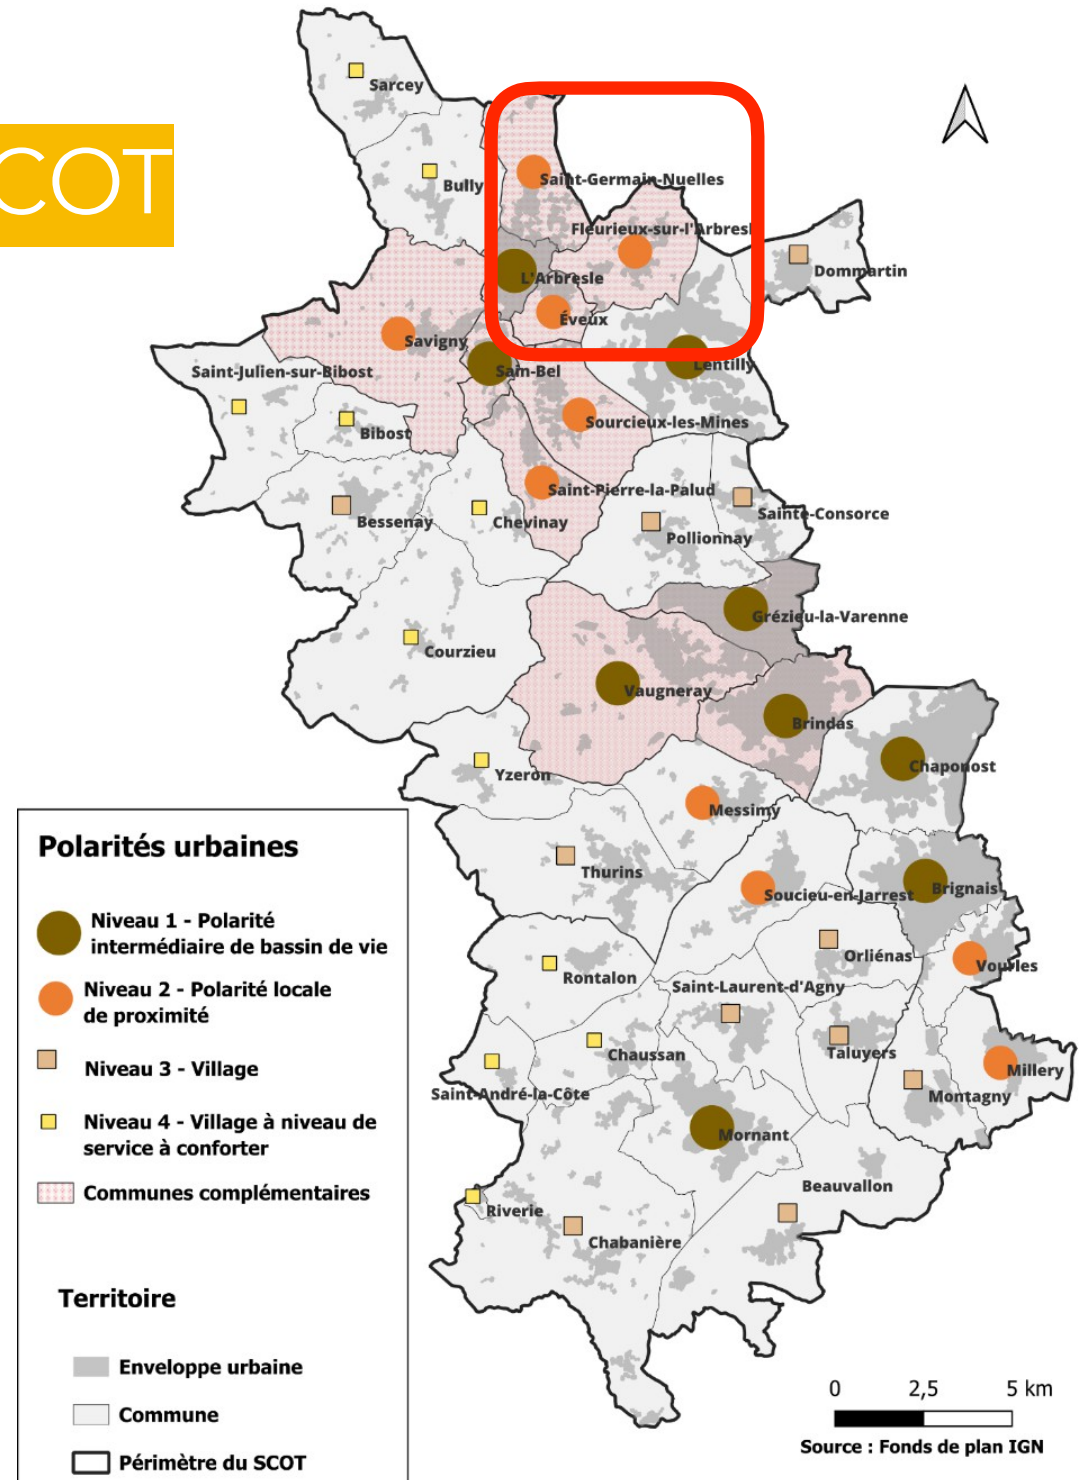 COT
Sarcey
Bully
Saint-Germain-Nuelles
Fleurieux-sur-l'Arbresl
Dommartin
L'Arbresle
Éveux
Savigny
Sain-Bel
Lentilly
Saint-Julien-sur-Bibost
Bibost
Sourcieux-les-Mines
Saint-Pierre-la-Palud
Bessenay
Chevinay
Sainte-Consorce
Pollionnay
Grézieu-la-Varenne
Courzieu
Vaugneray
Brindas
Chaponost
Yzeron
Messimy
Thurins
Soucieu-en-Jarrest
Brignais
Orliénas
Vourles
Rontalon
Saint-Laurent-d'Agny
Chaussan
Taluyers
Millery
Saint-André-la-Côte
Montagny
Mornant
Beauvallon
Riverie
Chabanière
Polarités urbaines
Niveau 1 - Polarité
intermédiaire de bassin de vie
Niveau 2 - Polarité locale
de proximité
Niveau 3 - Village
Niveau 4 - Village à niveau de
service à conforter
Communes complémentaires
Territoire
Enveloppe urbaine
Commune
Périmètre du SCOT
0 2,5 5 km
Source : Fonds de plan IGN